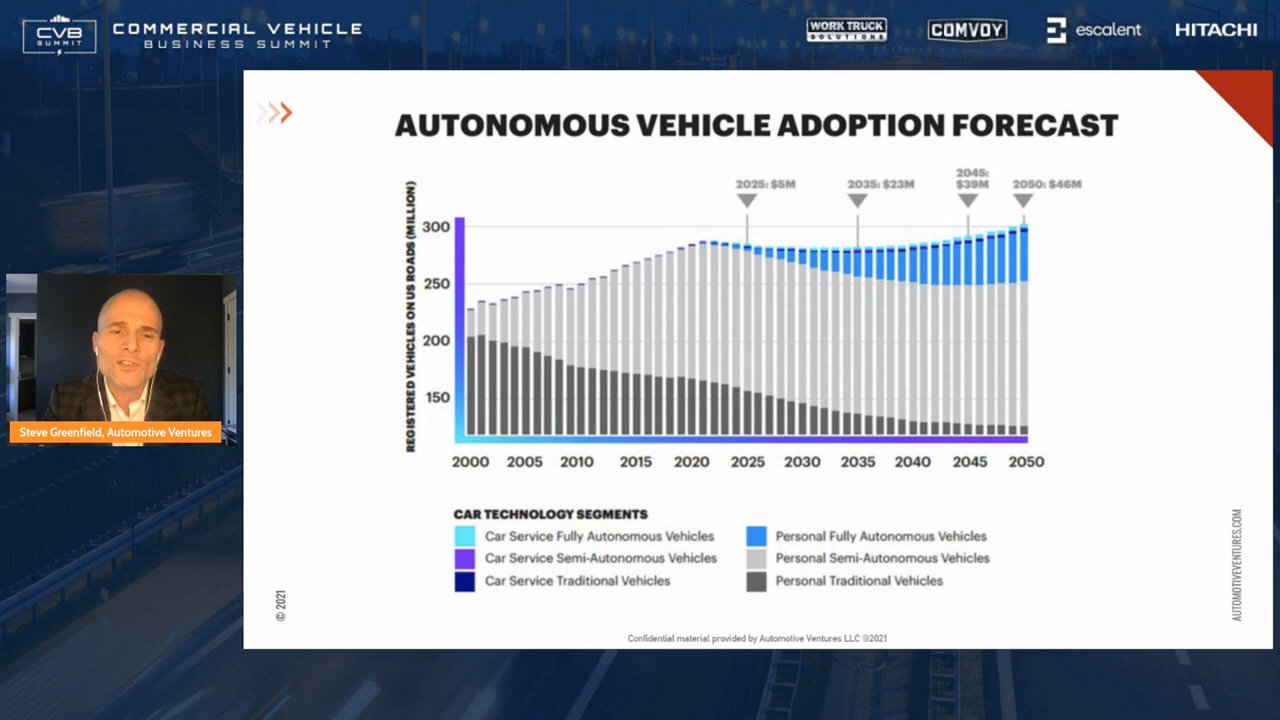 CVB
SUMMIT
COMMERCIAL VEHICLE
BUSINESS SUMMIT
WORK TRUCK
SOLUTIONS
COMVOY
escalent
HITACHI
AUTONOMOUS VEHICLE ADOPTION FORECAST
2025: $5M
2035: $23M
2045:
$39M
2050: $46M
REGISTERED VEHICLES ON US ROADS (MILLION)
300
250
200
150
2000 2005 2010 2015 2020 2025 2030 2035 2040 2045 2050
Steve Greenfield, Automotive Ventures
CAR TECHNOLOGY SEGMENTS
Car Service Fully Autonomous Vehicles
Car Service Semi-Autonomous Vehicles
Car Service Traditional Vehicles
Personal Fully Autonomous Vehicles
Personal Semi-Autonomous Vehicles
Personal Traditional Vehicles
© 2021
AUTOMOTIVEVENTURES.COM
Confidential material provided by Automotive Ventures LLC @2021